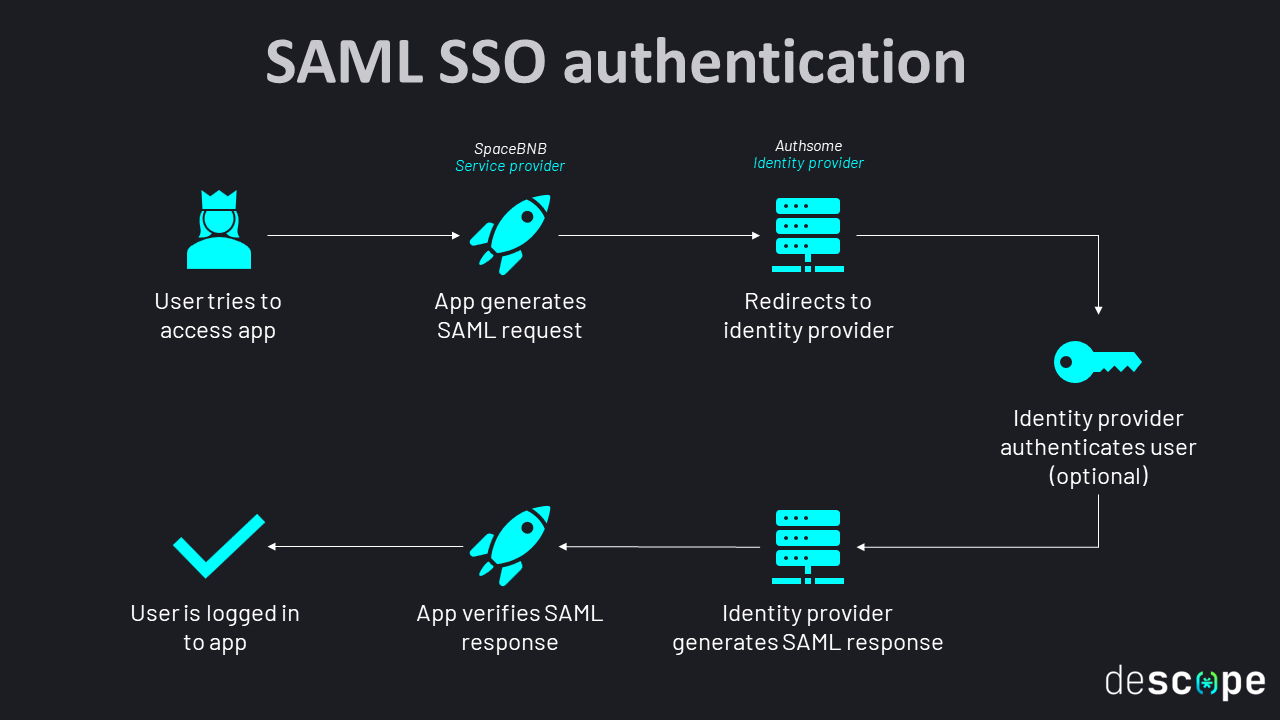 SAML SSO authentication
SpaceBNB
Service provider
Authsome
Identity provider
User tries to
access app
App generates
SAML request
Redirects to
identity provider
Identity provider
authenticates user
(optional)
User is logged in
to app
App verifies SAML
response
Identity provider
generates SAML response
descope